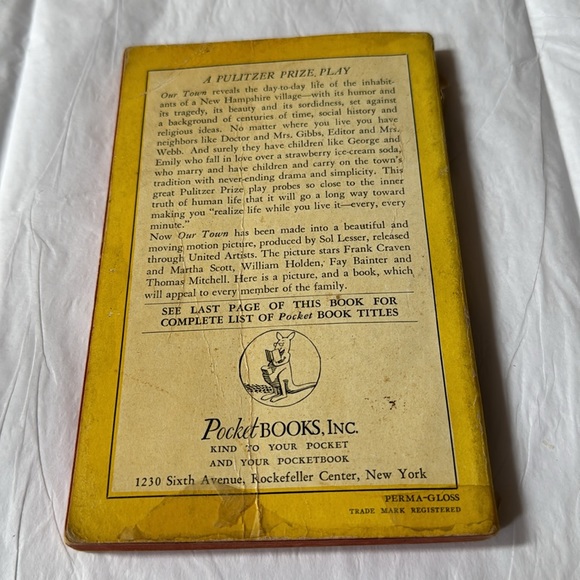 A PULITZER PRIZE PLAY
Our Town reveals the day-to-day life of the inhabit-
ants of a New Hampshire village—with its humor and
its tragedy, its beauty and its sordidness, set against
a background of centuries of time, social history and
religious ideas. No matter where you live you have
neighbors like Doctor and Mrs. Gibbs, Editor and Mrs.
Webb. And surely they have children like George and
Emily who fall in love over a strawberry ice-cream soda,
who marry and have children and carry on the town's
tradition with never-ending drama and simplicity. This
great Pulitzer Prize play probes so close to the inner
truth of human life that it will go a long way toward
making you "realize life while you live it—every, every
minute."
Now Our Town has been made into a beautiful and
moving motion picture, produced by Sol Lesser, released
through United Artists. The picture stars Frank Craven
and Martha Scott, William Holden, Fay Bainter and
Thomas Mitchell. Here is a picture, and a book, which
will appeal to every member of the family.
SEE LAST PAGE OF THIS BOOK FOR
COMPLETE LIST OF Pocket BOOK TITLES
Pocket BOOKS, INC.
KIND TO YOUR POCKET
AND YOUR POCKETBOOK
1230 Sixth Avenue, Rockefeller Center, New York
PERMA-GLOSS
TRADE MARK REGISTERED